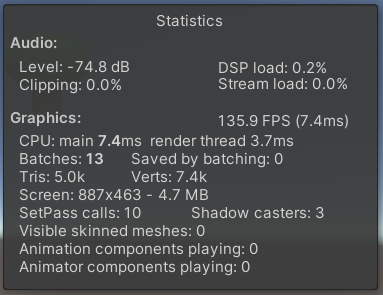 Statistics
Audio:
Level: -74.8 dB DSP load: 0.2%
Clipping: 0.0% Stream load: 0.0%
Graphics: 135.9 FPS (7.4ms)
CPU: main 7.4ms render thread 3.7ms
Batches: 13 Saved by batching: 0
Tris: 5.0k Verts: 7.4k
Screen: 887x463 - 4.7 MB
SetPass calls: 10 Shadow casters: 3
Visible skinned meshes: 0
Animation components playing: 0
Animator components playing: 0